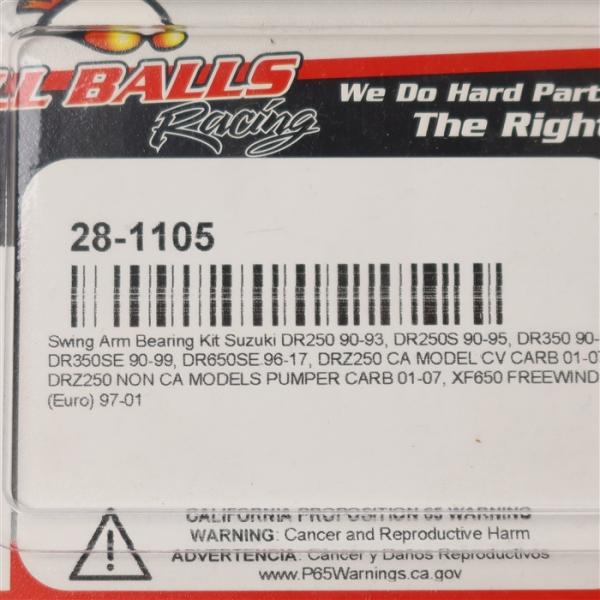 LL BALLS
Racing
We Do Hard Part
The Right
28-1105
Swing Arm Bearing Kit Suzuki DR250 90-93, DR250S 90-95, DR350 90-
DR350SE 90-99, DR650SE 96-17, DRZ250 CA MODEL CV CARB 01-07
DRZ250 NON CA MODELS PUMPER CARB 01-07, XF650 FREEWIND
(Euro) 97-01
CALIFORNIA PROPOSITION 65 WARNING
WARNING: Cancer and Reproductive Harm
ADVERTENCIA: Cancer y Daños Reproductivos
www.P65Warnings.ca.gov